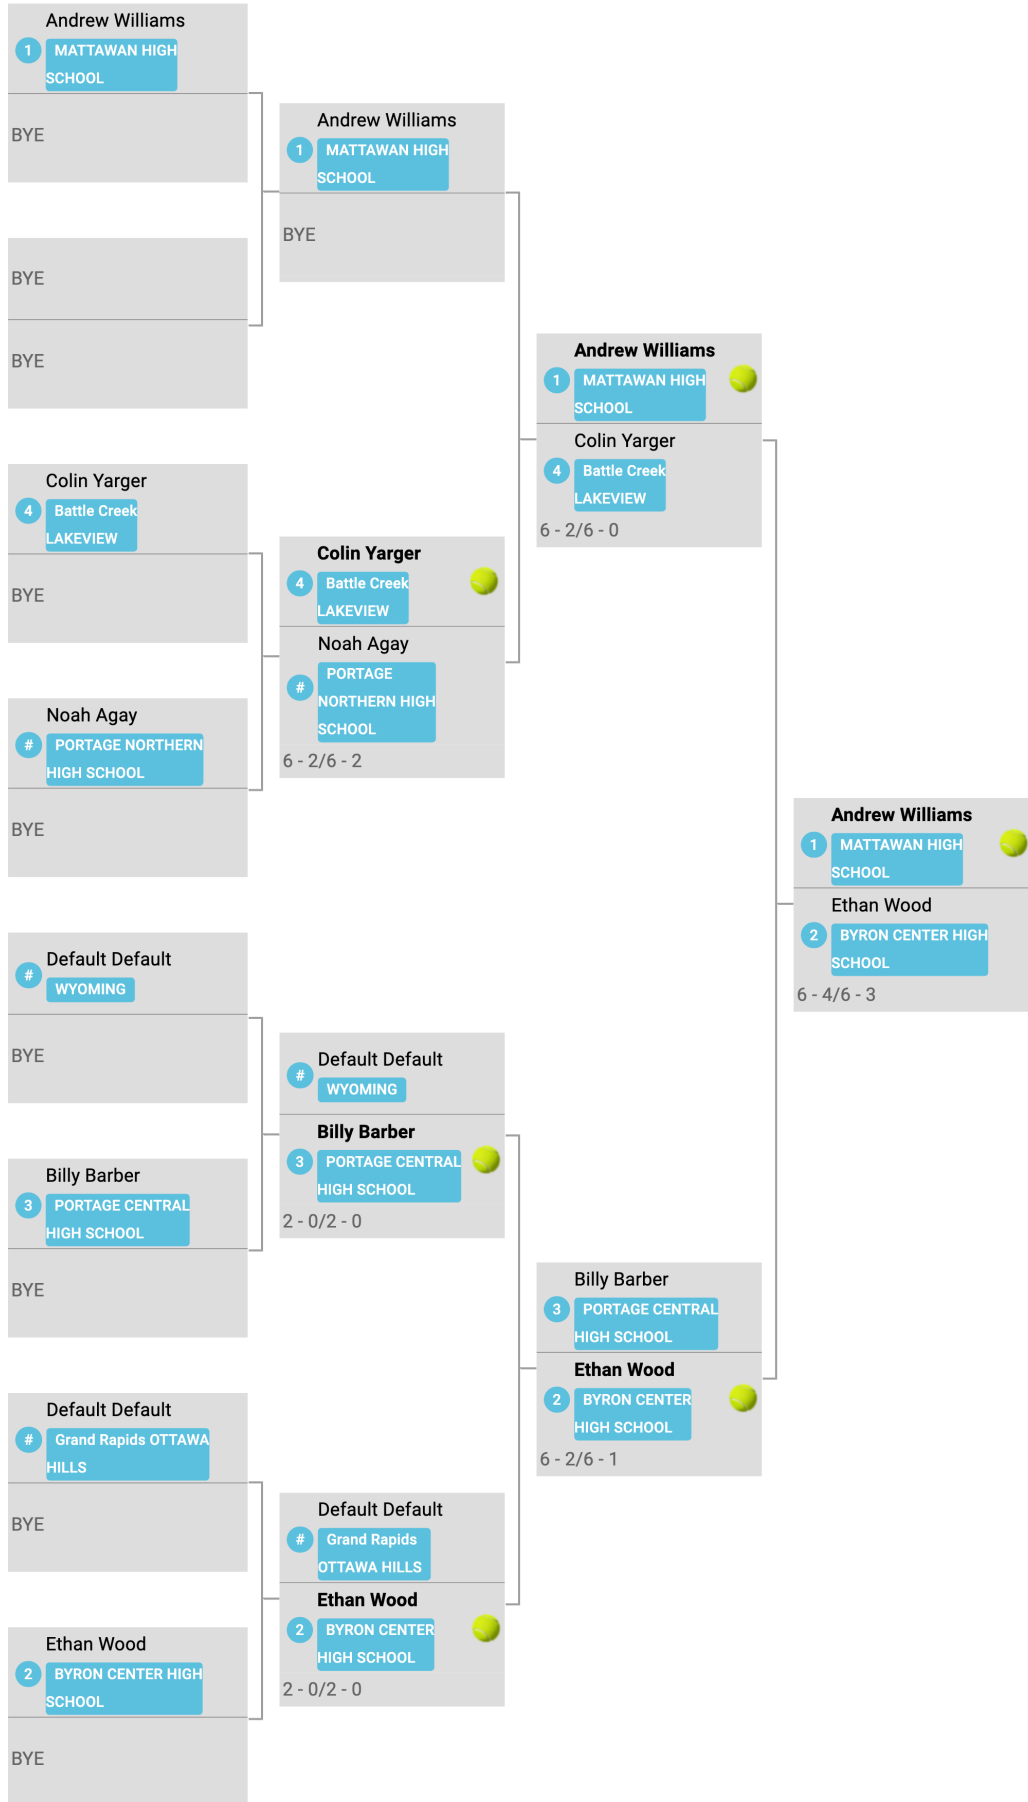 Andrew Williams
1 MATTAWAN HIGH
SCHOOL
BYE
BYE
BYE
Colin Yarger
4 Battle Creek
LAKEVIEW
BYE
Noah Agay
# PORTAGE NORTHERN
HIGH SCHOOL
BYE
Default Default
# WYOMING
BYE
Billy Barber
3 PORTAGE CENTRAL
HIGH SCHOOL
BYE
Default Default
# Grand Rapids OTTAWA
HILLS
BYE
Ethan Wood
2 BYRON CENTER HIGH
SCHOOL
BYE
Andrew Williams
1 MATTAWAN HIGH
SCHOOL
BYE
Colin Yarger
4 Battle Creek
LAKEVIEW
Noah Agay
# PORTAGE
NORTHERN HIGH
SCHOOL
6 - 2/6 - 2
Default Default
# WYOMING
Billy Barber
3 PORTAGE CENTRAL
HIGH SCHOOL
2 - 0/2 - 0
Default Default
# Grand Rapids
OTTAWA HILLS
Ethan Wood
2 BYRON CENTER
HIGH SCHOOL
2 - 0/2 - 0
Andrew Williams
1 MATTAWAN HIGH
SCHOOL
Colin Yarger
4 Battle Creek
LAKEVIEW
6 - 2/6 - 0
Billy Barber
3 PORTAGE CENTRAL
HIGH SCHOOL
Ethan Wood
2 BYRON CENTER
HIGH SCHOOL
6 - 2/6 - 1
Andrew Williams
1 MATTAWAN HIGH
SCHOOL
Ethan Wood
2 BYRON CENTER HIGH
SCHOOL
6 - 4/6 - 3